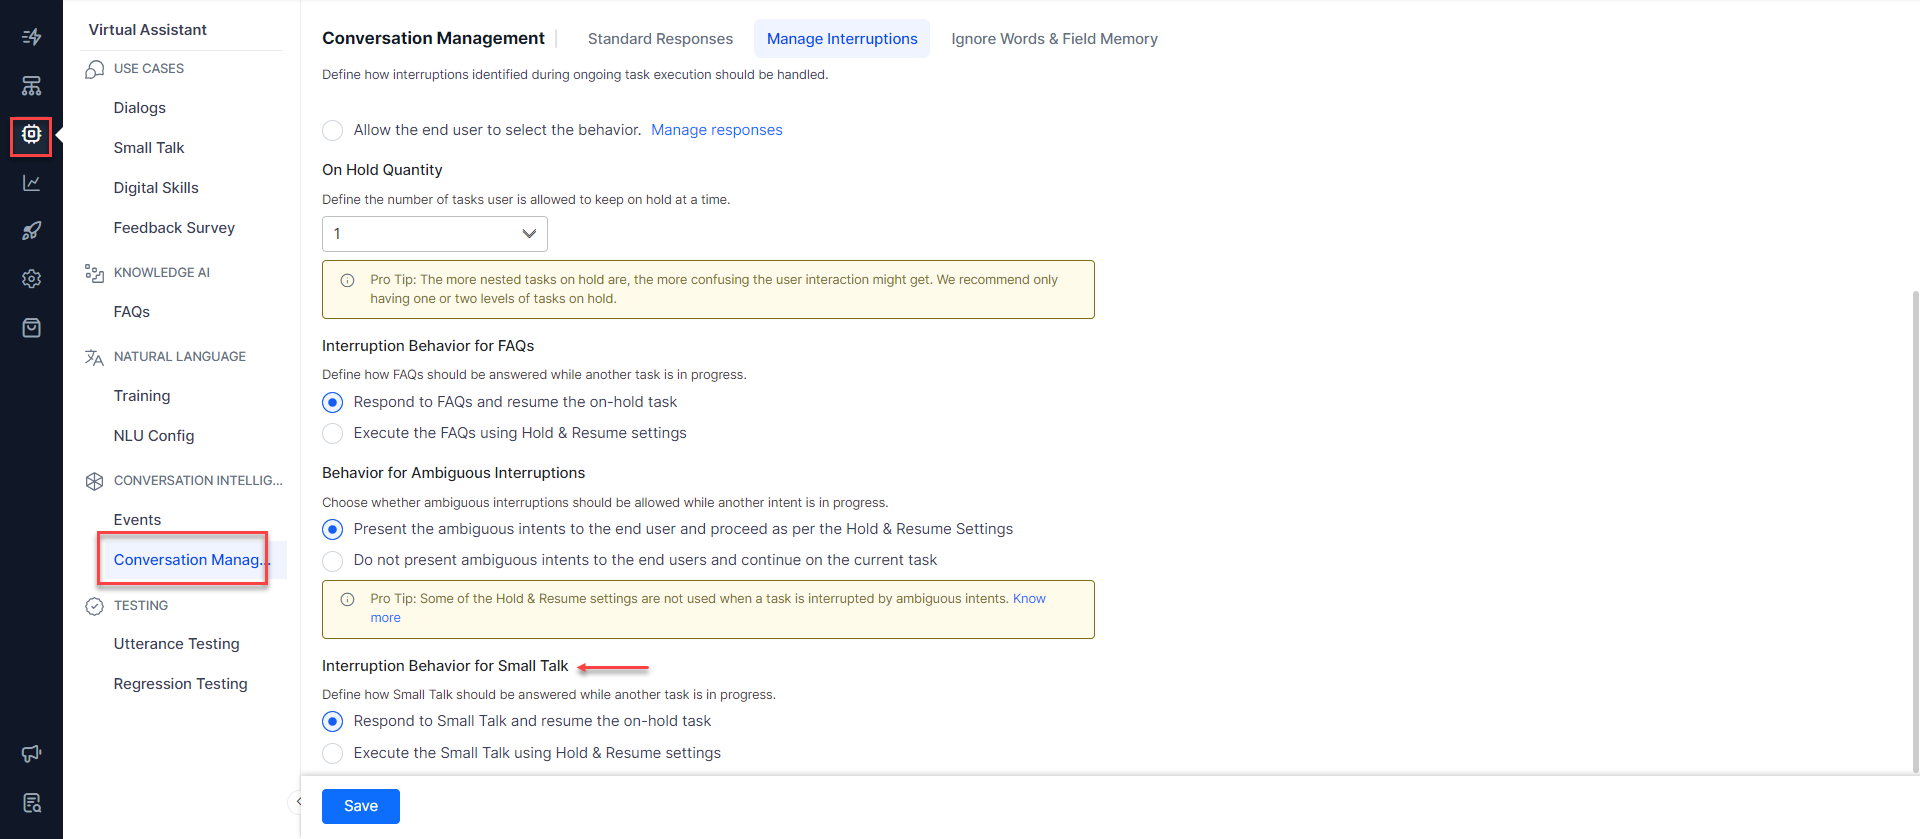 Virtual Assistant
USE CASES
Dialogs
Small Talk
Digital Skills
Feedback Survey
KNOWLEDGE AI
FAQs
NATURAL LANGUAGE
Training
NLU Config
CONVERSATION INTELLIG...
Events
Conversation Manag...
TESTING
Utterance Testing
Regression Testing
Conversation Management
Standard Responses
Manage Interruptions
Ignore Words & Field Memory
Define how interruptions identified during ongoing task execution should be handled.
Allow the end user to select the behavior. Manage responses
On Hold Quantity
Define the number of tasks user is allowed to keep on hold at a time.
1
Pro Tip: The more nested tasks on hold are, the more confusing the user interaction might get. We recommend only
having one or two levels of tasks on hold.
Interruption Behavior for FAQs
Define how FAQs should be answered while another task is in progress.
Respond to FAQs and resume the on-hold task
Execute the FAQs using Hold & Resume settings
Behavior for Ambiguous Interruptions
Choose whether ambiguous interruptions should be allowed while another intent is in progress.
Present the ambiguous intents to the end user and proceed as per the Hold & Resume Settings
Do not present ambiguous intents to the end users and continue on the current task
Pro Tip: Some of the Hold & Resume settings are not used when a task is interrupted by ambiguous intents. Know
more
Interruption Behavior for Small Talk
Define how Small Talk should be answered while another task is in progress.
Respond to Small Talk and resume the on-hold task
Execute the Small Talk using Hold & Resume settings
Save